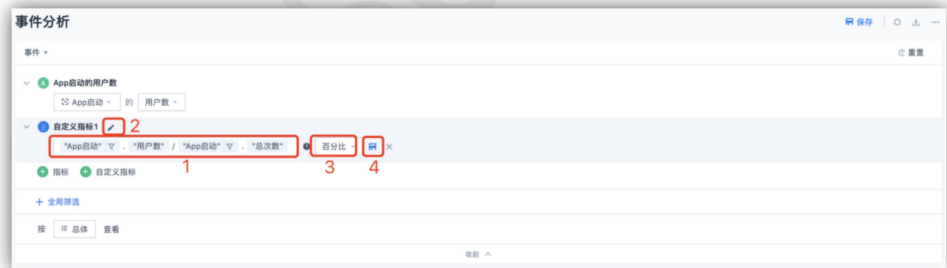 事件分析
保存
事件
重置
A App启动的用户数
App启动 的 用户数
自定义指标1 2
"App启动" . "用户数" / "App启动" . "总次数" 百分比
1 3 4
指标 自定义指标
+ 全局筛选
按 总体 查看
收起